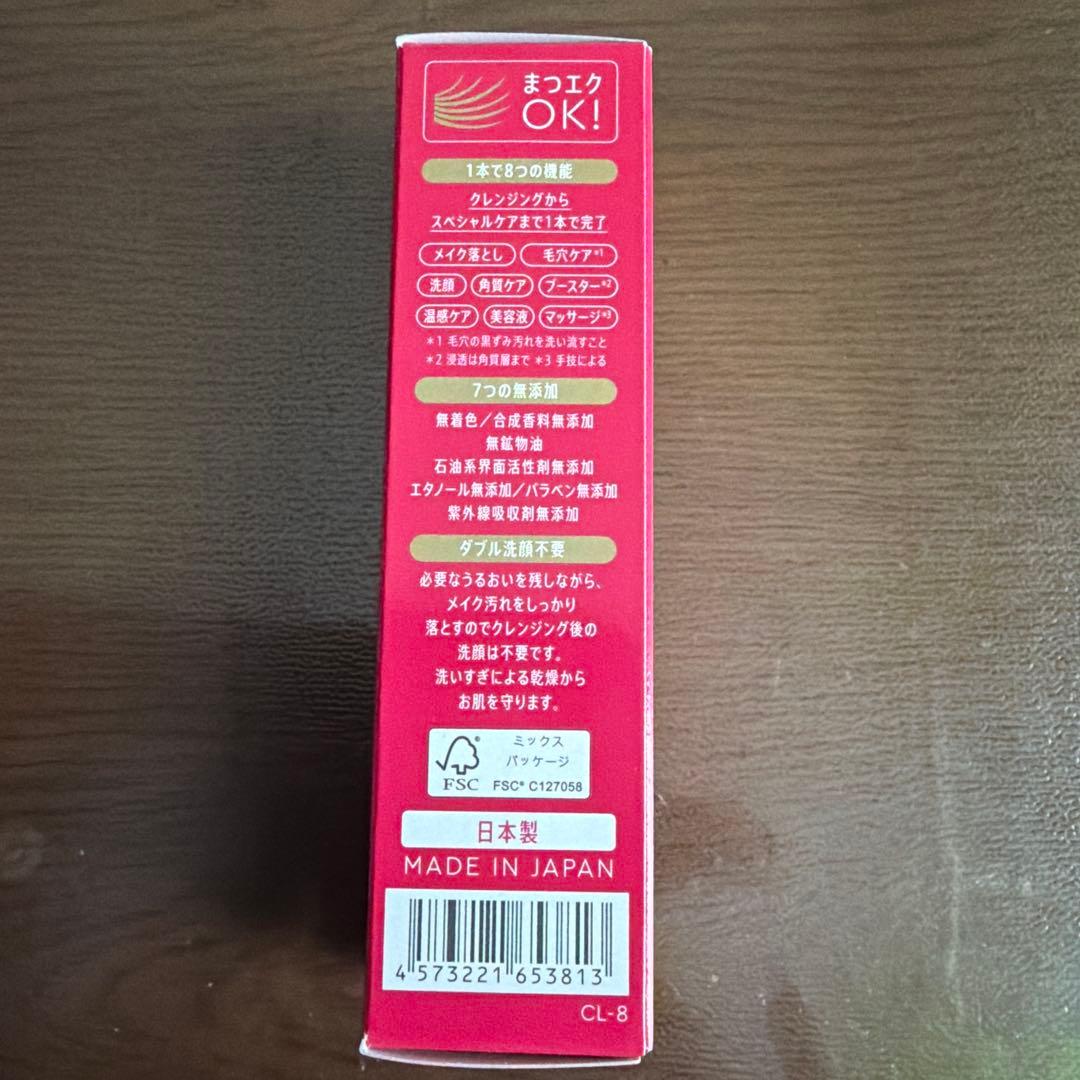 まつエク
OK!
1本で8つの機能
クレンジングから
スペシャルケアまで1本で完了
メイク落とし 毛穴ケア*1
洗顔 角質ケア ブースター*2
温感ケア 美容液 マッサージ*3
*1 毛穴の黒ずみ汚れを洗い流すこと
*2 浸透は角質層まで *3 手技による
7つの無添加
無着色/合成香料無添加
無鉱物油
石油系界面活性剤無添加
エタノール無添加/パラベン無添加
紫外線吸収剤無添加
ダブル洗顔不要
必要なうるおいを残しながら、
メイク汚れをしっかり
落とすのでクレンジング後の
洗顔は不要です。
洗いすぎによる乾燥から
お肌を守ります。
ミックス
パッケージ
FSC FSC® C127058
日本製
MADE IN JAPAN
4 573221 653813
CL-8